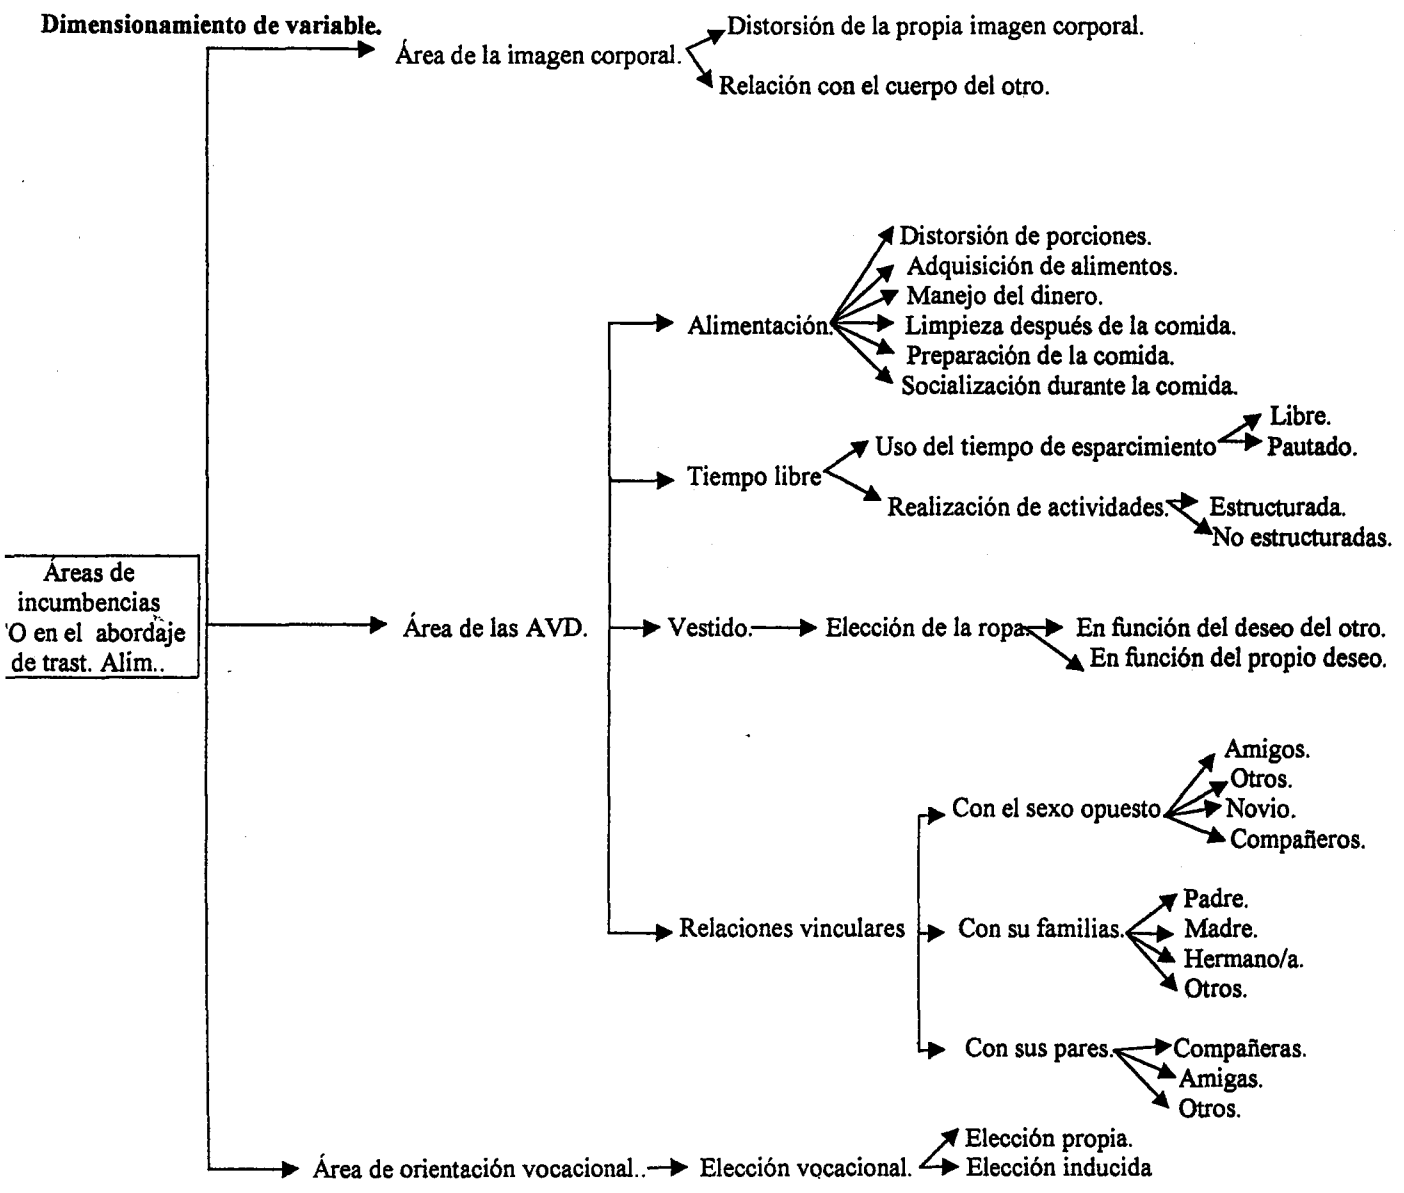 Dimensionamiento de variable.
Área de la imagen corporal.
Distorsión de la propia imagen corporal.
Relación con el cuerpo del otro.
Áreas de
incumbencias
'O en el abordaje
de trast. Alim..
Área de las AVD.
Alimentación.
Distorsión de porciones.
Adquisición de alimentos.
Manejo del dinero.
Limpieza después de la comida.
Preparación de la comida.
Socialización durante la comida.
Tiempo libre
Uso del tiempo de esparcimiento
Libre.
Pautado.
Realización de actividades.
Estructurada.
No estructuradas.
Vestido.
Elección de la ropa.
En función del deseo del otro.
En función del propio deseo.
Relaciones vinculares
Con el sexo opuesto
Amigos.
Otros.
Novio.
Compañeros.
Con su familias.
Padre.
Madre.
Hermano/a.
Otros.
Con sus pares.
Compañeras.
Amigas.
Otros.
Área de orientación vocacional..
Elección vocacional.
Elección propia.
Elección inducida